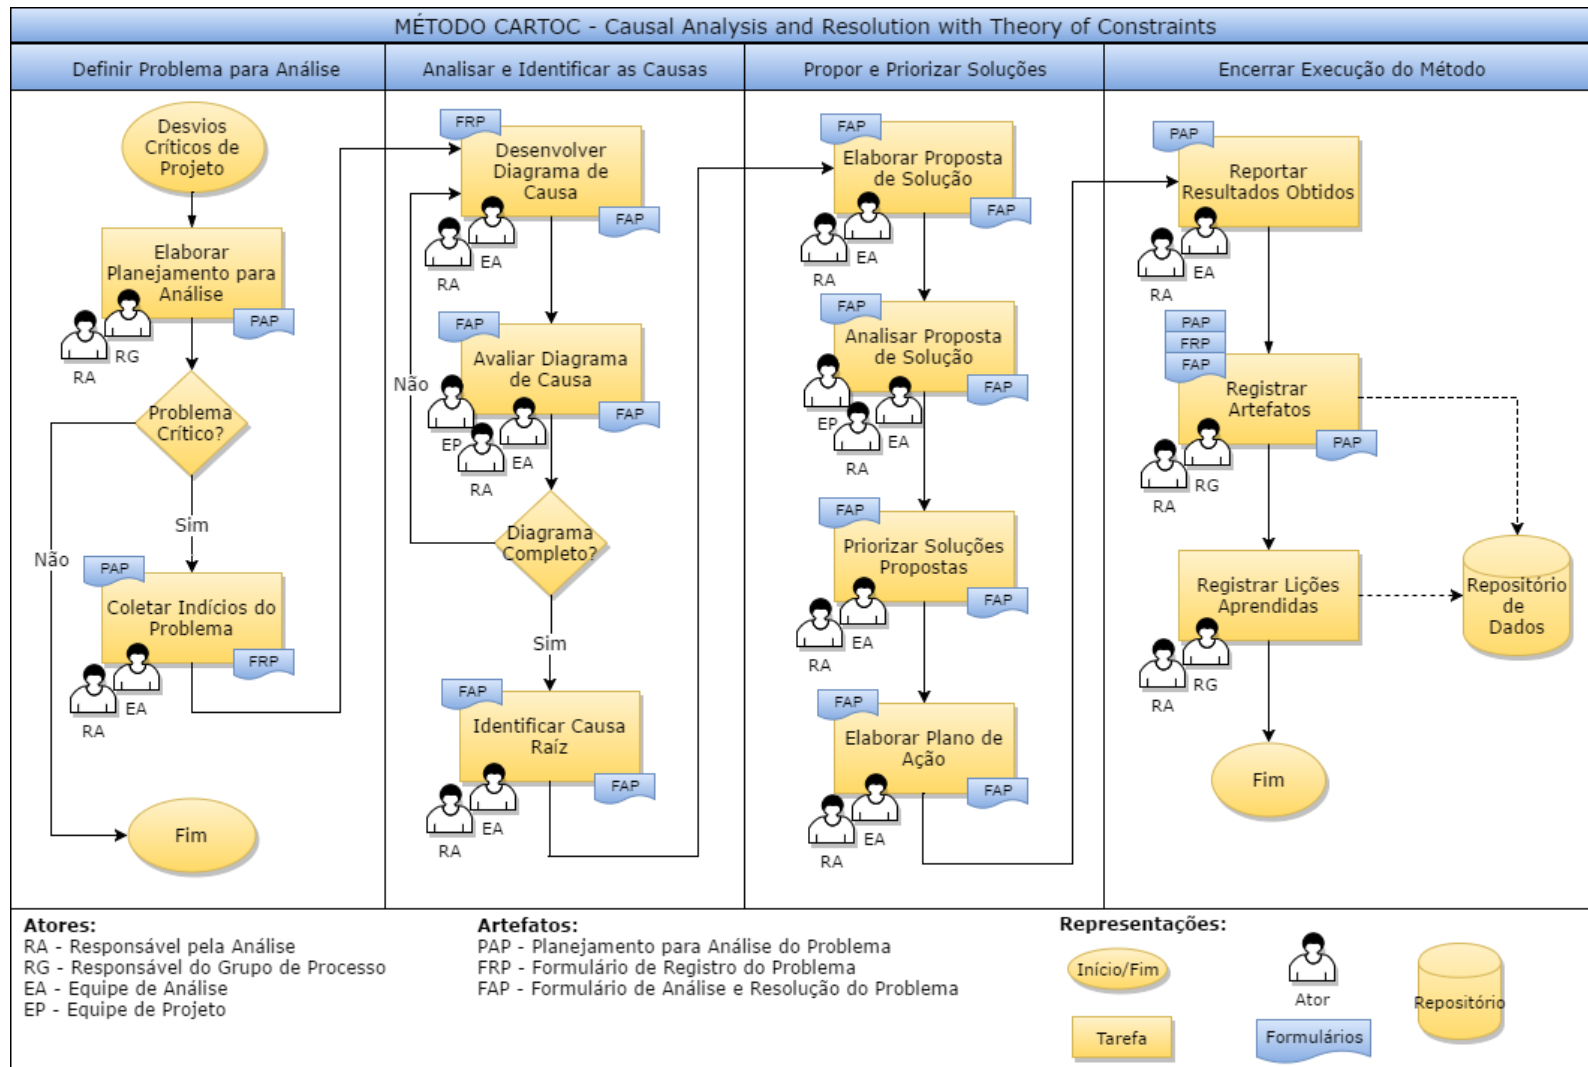 MÉTODO CARTOC - Causal Analysis and Resolution with Theory of Constraints
Definir Problema para Análise
Analisar e Identificar as Causas
Propor e Priorizar Soluções
Encerrar Execução do Método
Desvios
Críticos de
Projeto
Elaborar
Planejamento para
Análise
PAP
RG
RA
Problema
Crítico?
Sim
Não
PAP
Coletar Indícios do
Problema
FRP
EA
RA
Fim
FRP
Desenvolver
Diagrama de
Causa
FAP
EA
RA
FAP
Avaliar Diagrama
de Causa
FAP
Não
EP
EA
RA
Diagrama
Completo?
Sim
FAP
Identificar Causa
Raíz
FAP
EA
RA
FAP
Elaborar Proposta
de Solução
FAP
EA
RA
FAP
Analisar Proposta
de Solução
FAP
EP
EA
RA
FAP
Priorizar Soluções
Propostas
FAP
EA
RA
FAP
Elaborar Plano de
Ação
FAP
EA
RA
PAP
Reportar
Resultados Obtidos
EA
RA
PAP
FRP
FAP
Registrar
Artefatos
PAP
RG
RA
Registrar Lições
Aprendidas
RG
RA
Repositório
de
Dados
Fim
Atores:
RA - Responsável pela Análise
RG - Responsável do Grupo de Processo
EA - Equipe de Análise
EP - Equipe de Projeto
Artefatos:
PAP - Planejamento para Análise do Problema
FRP - Formulário de Registro do Problema
FAP - Formulário de Análise e Resolução do Problema
Representações:
Início/Fim
Ator
Repositório
Tarefa
Formulários